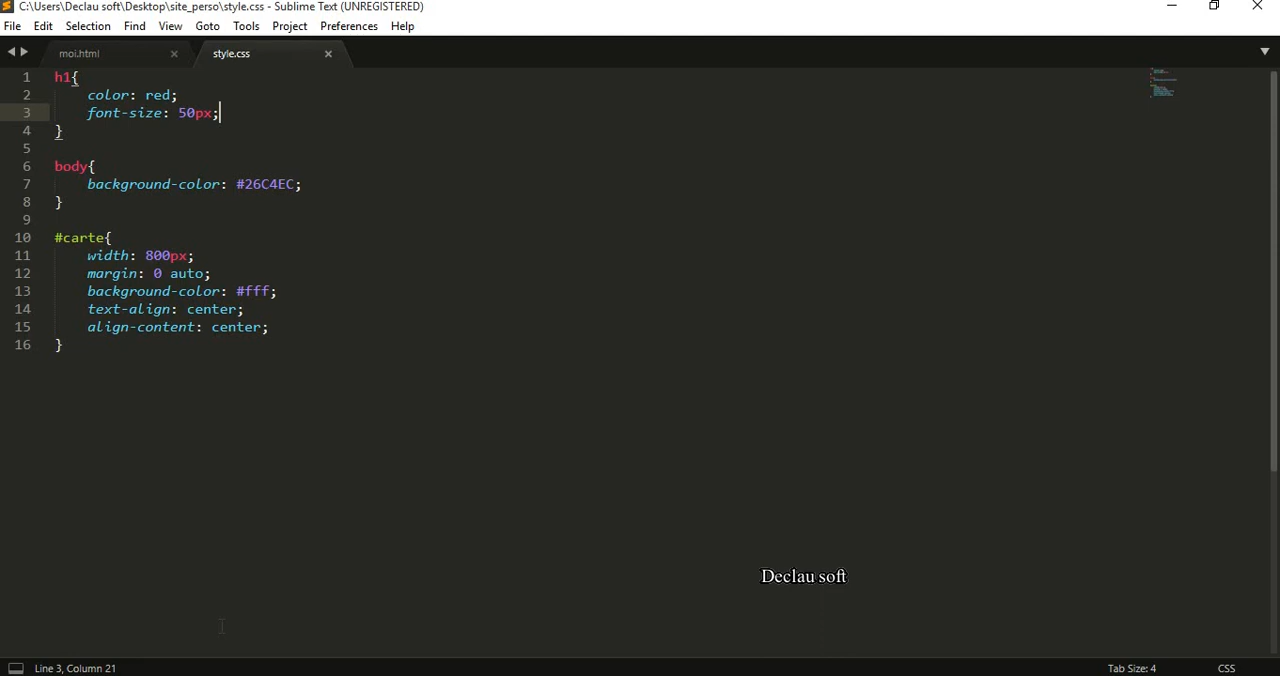 C:\Users\Declau soft\Desktop\site_perso\style.css - Sublime Text (UNREGISTERED)
File Edit Selection Find View Goto Tools Project Preferences Help
moi.html style.css
1 h1{
2 color: red;
3 font-size: 50px;
4 }
5
6 body{
7 background-color: #26C4EC;
8 }
9
10 #carte{
11 width: 800px;
12 margin: 0 auto;
13 background-color: #fff;
14 text-align: center;
15 align-content: center;
16 }
Declau soft
Line 3, Column 21 Tab Size: 4 CSS